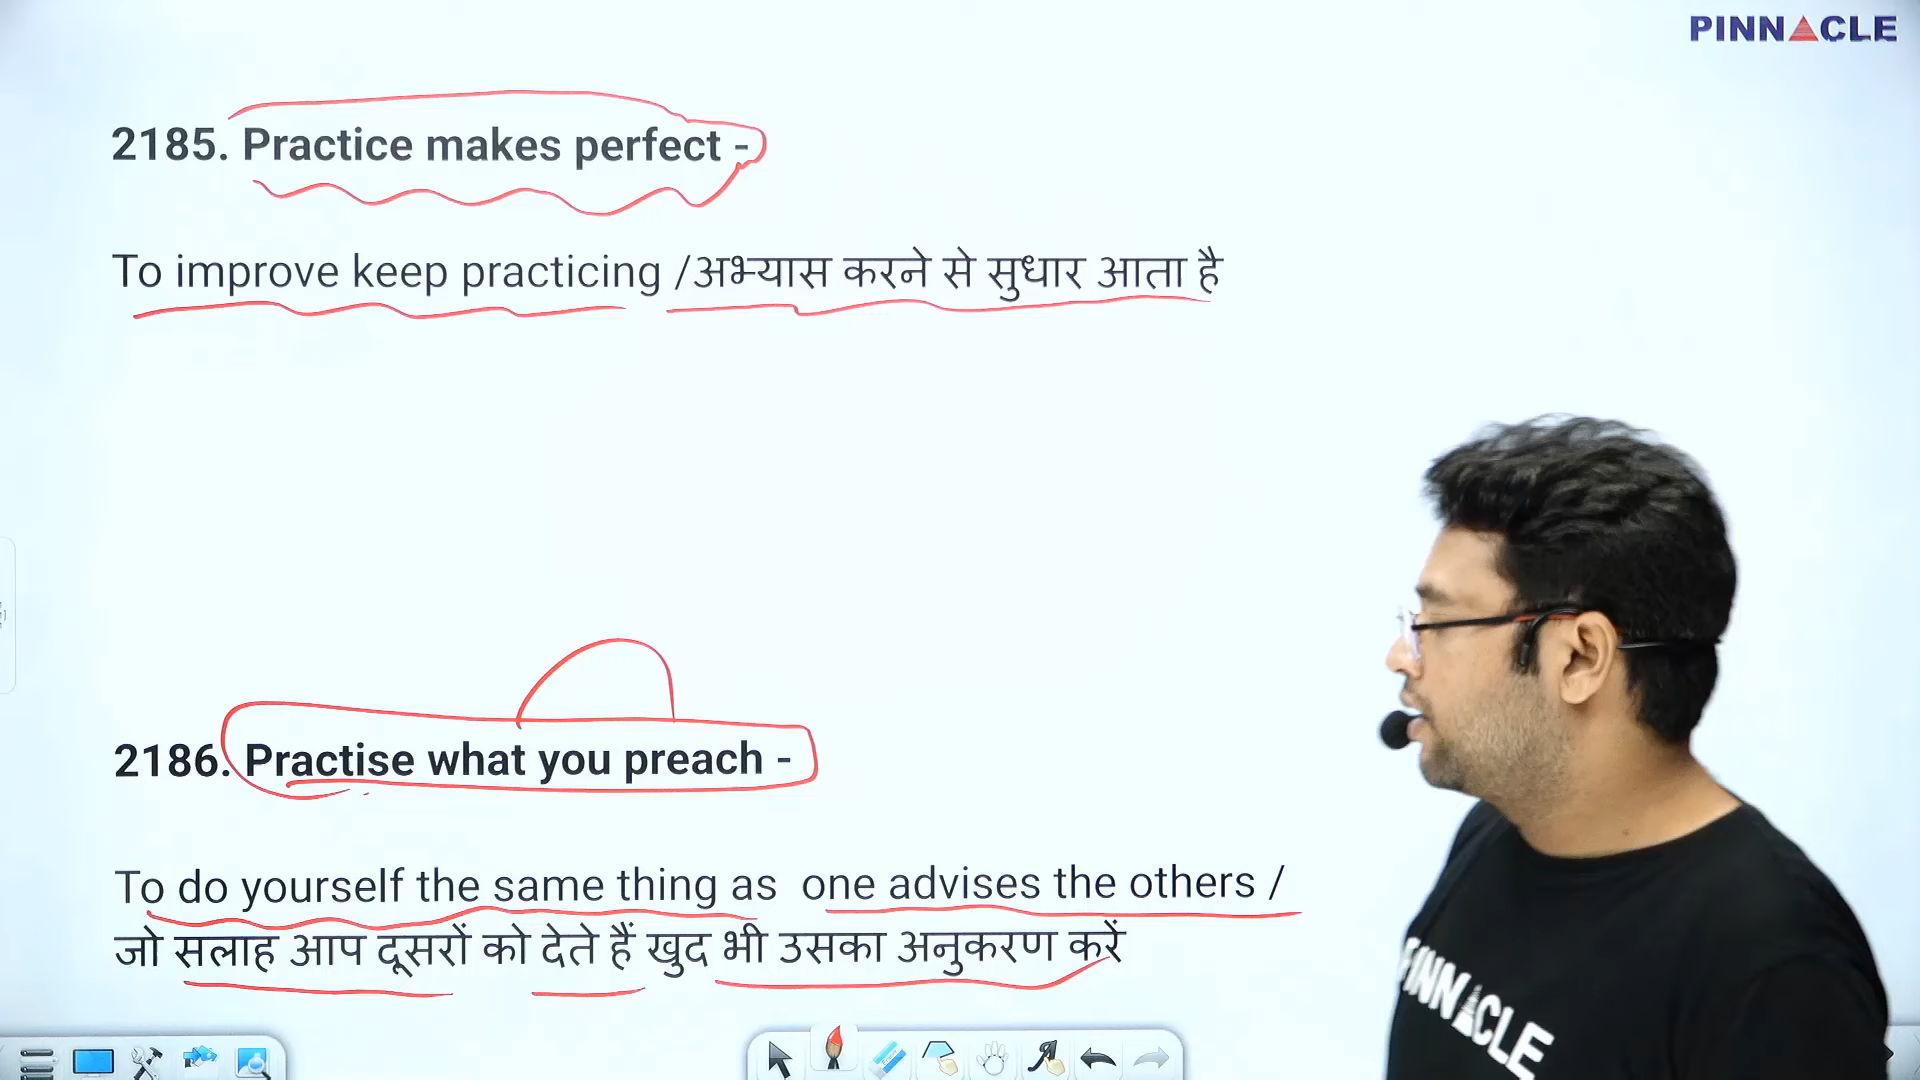 PINNACLE
2185. Practice makes perfect -
To improve keep practicing /अभ्यास करने से सुधार आता है
2186. Practise what you preach -
To do yourself the same thing as one advises the others /
जो सलाह आप दूसरों को देते हैं खुद भी उसका अनुकरण करें
PINNACLE